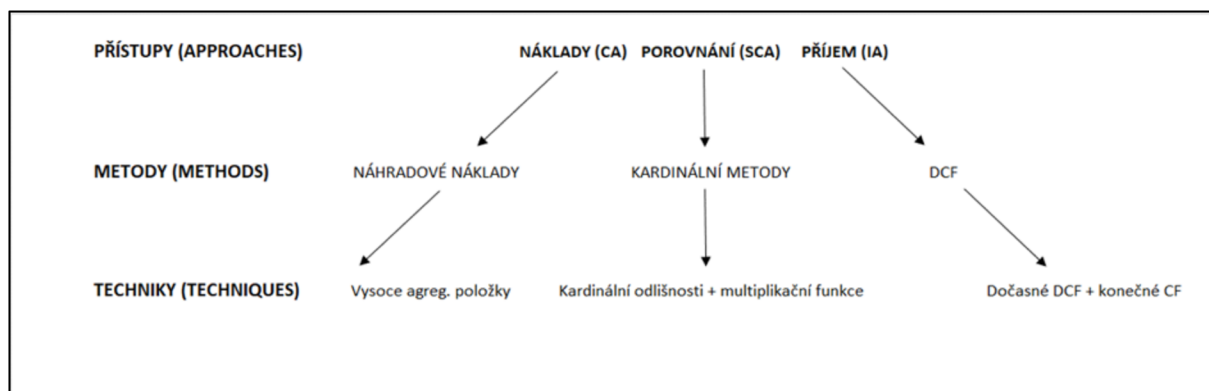 PŘÍSTUPY (APPROACHES) NÁKLADY (CA) POROVNÁNÍ (SCA) PŘÍJEM (IA)
METODY (METHODS) NÁHRADOVÉ NÁKLADY KARDINÁLNÍ METODY DCF
TECHNIKY (TECHNIQUES) Vysoce agreg. položky Kardinální odlišnosti + multiplikační funkce Dočasné DCF + konečné CF